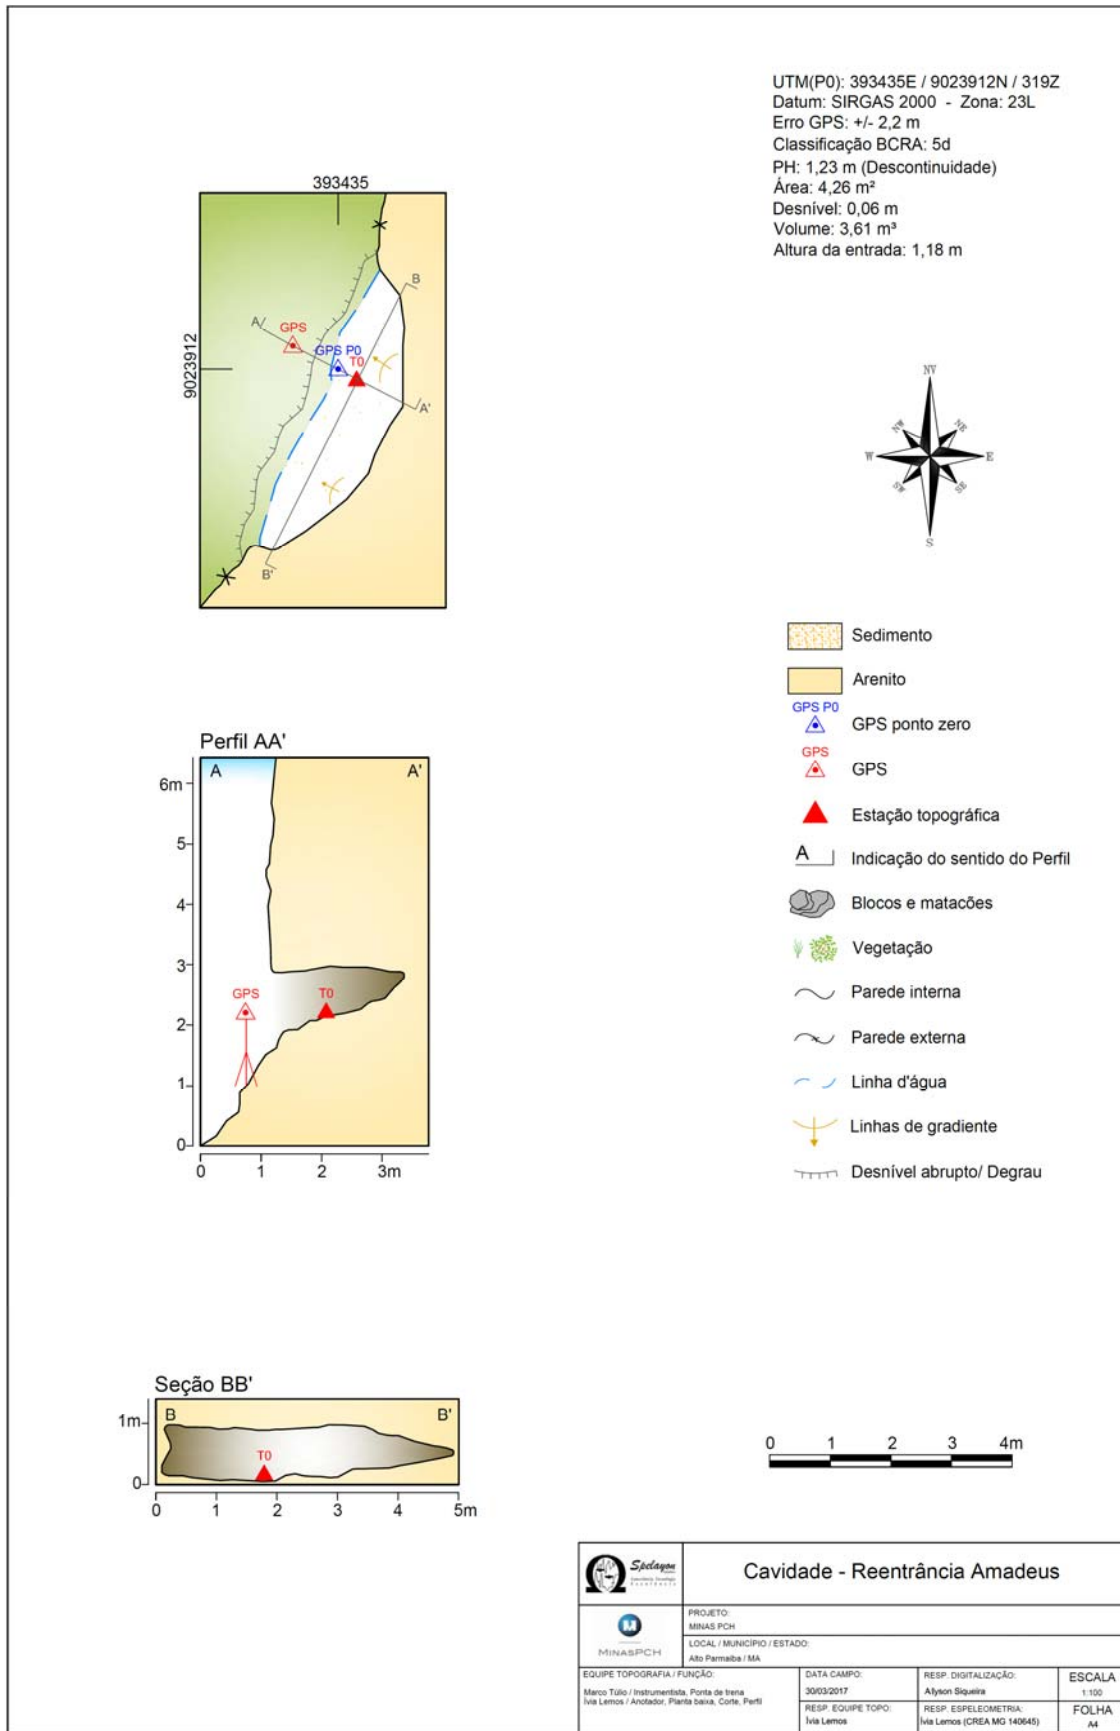 UTM(P0): 393435E / 9023912N / 319Z
Datum: SIRGAS 2000 - Zona: 23L
Erro GPS: +/- 2,2 m
Classificação BCRA: 5d
PH: 1,23 m (Descontinuidade)
Área: 4,26 m²
Desnível: 0,06 m
Volume: 3,61 m³
Altura da entrada: 1,18 m
393435
9023912
B
A
GPS
GPS P0
T0
A'
B'
NV
NW
NE
W
E
SW
SE
S
Sedimento
Arenito
GPS P0
GPS ponto zero
GPS
GPS
Estação topográfica
A
Indicação do sentido do Perfil
Blocos e matacões
Vegetação
Parede interna
Parede externa
Linha d'água
Linhas de gradiente
Desnível abrupto/ Degrau
Perfil AA'
A
A'
6m
5
4
3
2
1
0
GPS
T0
0 1 2 3m
Seção BB'
B
B'
1m
0
T0
0 1 2 3 4 5m
0 1 2 3 4m
Spelayon
Cavidade - Reentrância Amadeus
MINASPCH
PROJETO:
MINAS PCH
LOCAL / MUNICÍPIO / ESTADO:
Alto Parnaiba / MA
EQUIPE TOPOGRAFIA / FUNÇÃO:
Marco Túlio / Instrumentista, Ponta de trena
Ívia Lemos / Anotador, Planta baixa, Corte, Perfil
DATA CAMPO:
30/03/2017
RESP. DIGITALIZAÇÃO:
Allyson Siqueira
ESCALA
1:100
RESP. EQUIPE TOPO:
Ívia Lemos
RESP. ESPELEOMETRIA:
Ívia Lemos (CREA MG 140645)
FOLHA
A4